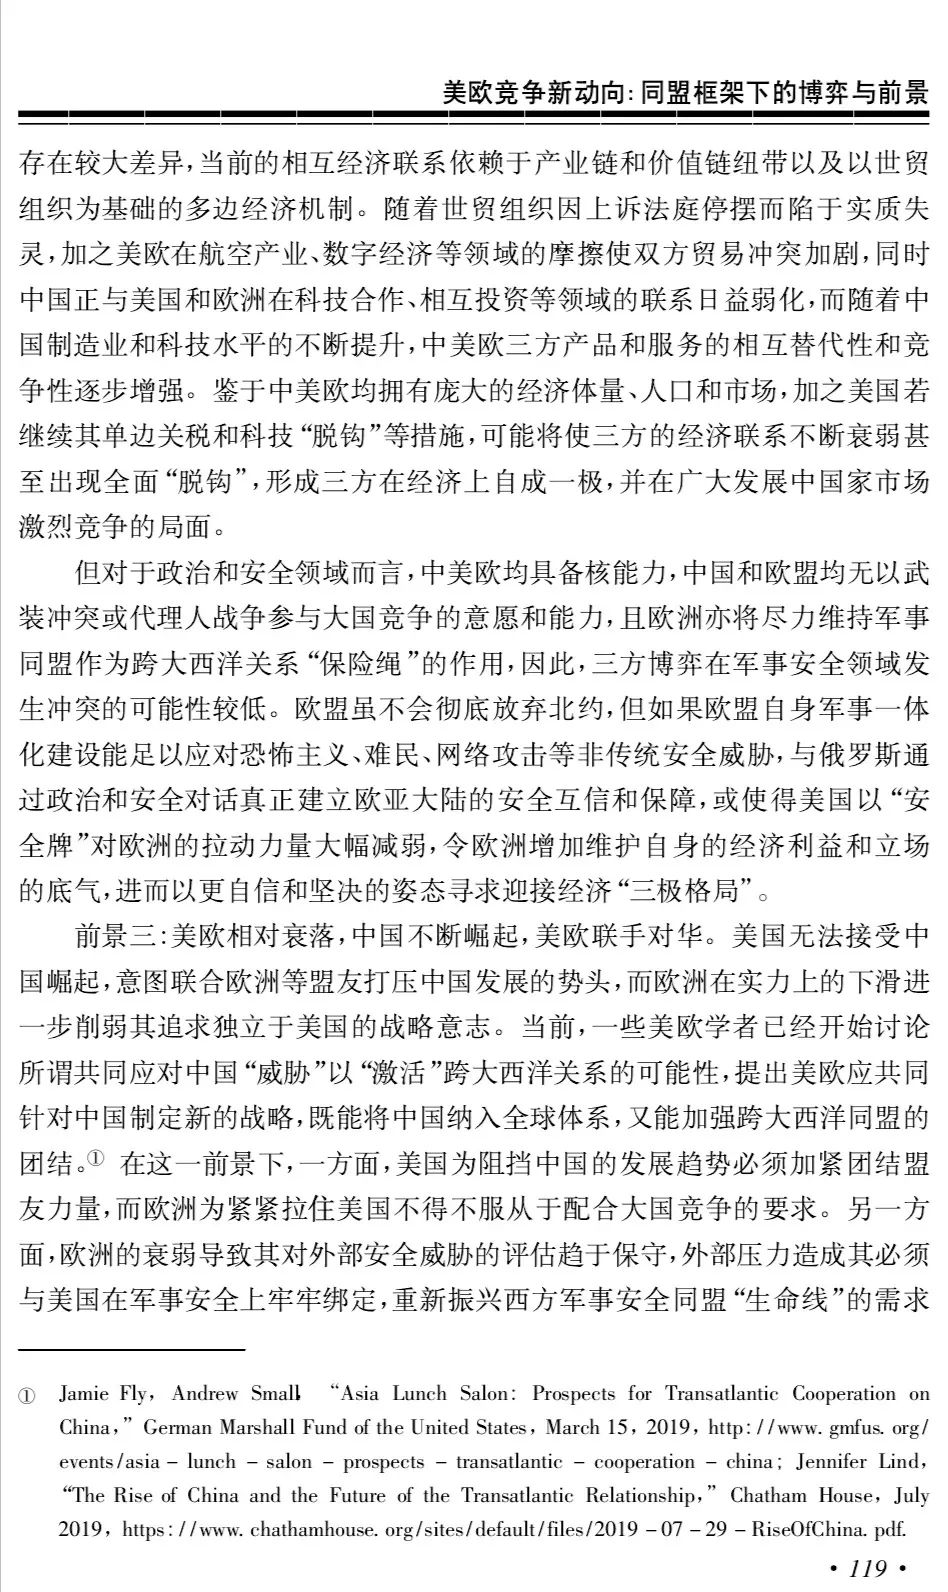 美欧竞争新动向:同盟框架下的博弈与前景
存在较大差异,当前的相互经济联系依赖于产业链和价值链纽带以及以世贸
组织为基础的多边经济机制。随着世贸组织因上诉法庭停摆而陷于实质失
灵,加之美欧在航空产业、数字经济等领域的摩擦使双方贸易冲突加剧,同时
中国正与美国和欧洲在科技合作、相互投资等领域的联系日益弱化,而随着中
国制造业和科技水平的不断提升,中美欧三方产品和服务的相互替代性和竞
争性逐步增强。鉴于中美欧均拥有庞大的经济体量、人口和市场,加之美国若
继续其单边关税和科技“脱钩”等措施,可能将使三方的经济联系不断衰弱甚
至出现全面“脱钩”,形成三方在经济上自成一极,并在广大发展中国家市场
激烈竞争的局面。
但对于政治和安全领域而言,中美欧均具备核能力,中国和欧盟均无以武
装冲突或代理人战争参与大国竞争的意愿和能力,且欧洲亦将尽力维持军事
同盟作为跨大西洋关系“保险绳”的作用,因此,三方博弈在军事安全领域发
生冲突的可能性较低。欧盟虽不会彻底放弃北约,但如果欧盟自身军事一体
化建设能足以应对恐怖主义、难民、网络攻击等非传统安全威胁,与俄罗斯通
过政治和安全对话真正建立欧亚大陆的安全互信和保障,或使得美国以“安
全牌”对欧洲的拉动力量大幅减弱,令欧洲增加维护自身的经济利益和立场
的底气,进而以更自信和坚决的姿态寻求迎接经济“三极格局”。
前景三:美欧相对衰落,中国不断崛起,美欧联手对华。美国无法接受中
国崛起,意图联合欧洲等盟友打压中国发展的势头,而欧洲在实力上的下滑进
一步削弱其追求独立于美国的战略意志。当前,一些美欧学者已经开始讨论
所谓共同应对中国“威胁”以“激活”跨大西洋关系的可能性,提出美欧应共同
针对中国制定新的战略,既能将中国纳入全球体系,又能加强跨大西洋同盟的
团结。① 在这一前景下,一方面,美国为阻挡中国的发展趋势必须加紧团结盟
友力量,而欧洲为紧紧拉住美国不得不服从于配合大国竞争的要求。另一方
面,欧洲的衰弱导致其对外部安全威胁的评估趋于保守,外部压力造成其必须
与美国在军事安全上牢牢绑定,重新振兴西方军事安全同盟“生命线”的需求
① Jamie Fly, Andrew Small, “Asia Lunch Salon: Prospects for Transatlantic Cooperation on
China,” German Marshall Fund of the United States, March 15, 2019, http://www.gmfus.org/
events/asia - lunch - salon - prospects - transatlantic - cooperation - china; Jennifer Lind,
“The Rise of China and the Future of the Transatlantic Relationship,” Chatham House, July
2019, https://www.chathamhouse.org/sites/default/files/2019 - 07 - 29 - RiseOfChina.pdf.
· 119 ·